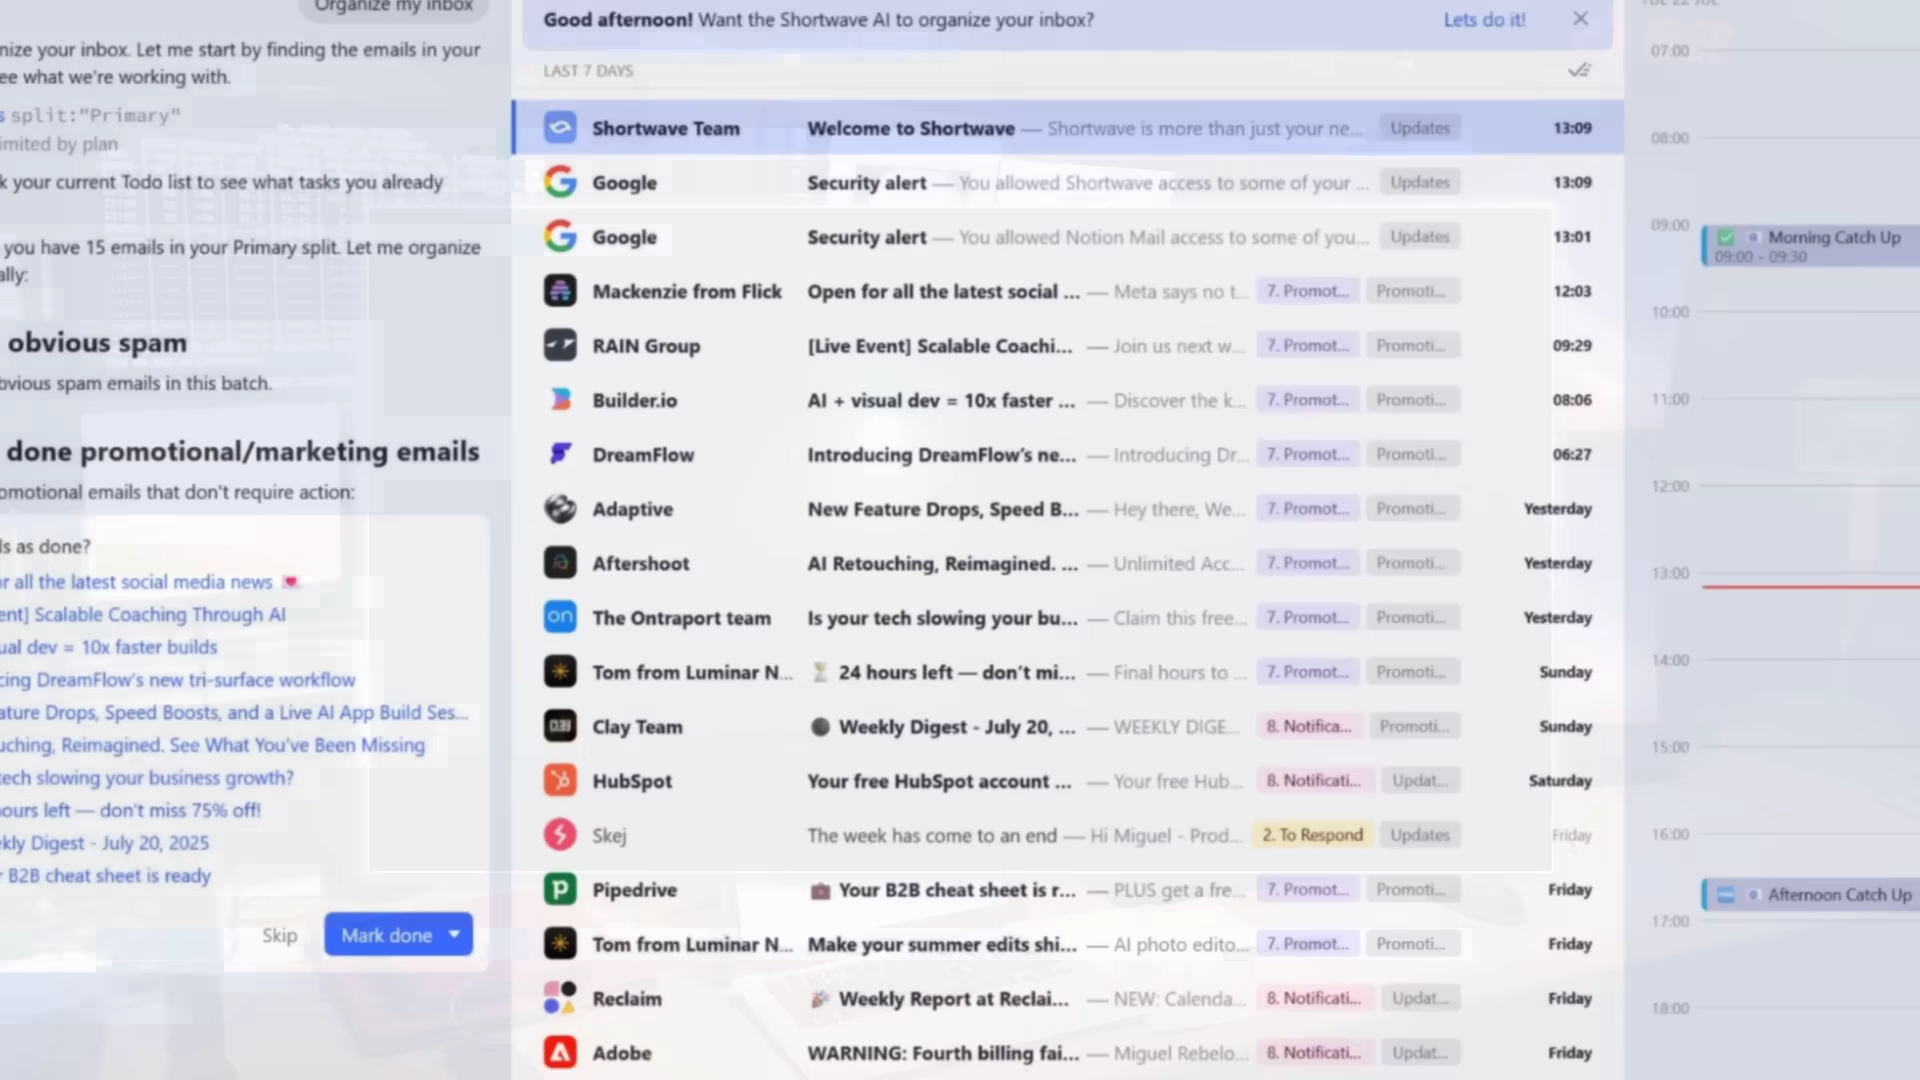 Organize my inbox
nize your inbox. Let me start by finding the emails in your
ee what we're working with.
s split:"Primary"
imited by plan
k your current Todo list to see what tasks you already
you have 15 emails in your Primary split. Let me organize
ally:
obvious spam
bvious spam emails in this batch.
done promotional/marketing emails
omotional emails that don't require action:
ls as done?
or all the latest social media news
ent] Scalable Coaching Through AI
ual dev = 10x faster builds
cing DreamFlow's new tri-surface workflow
ature Drops, Speed Boosts, and a Live AI App Build Ses...
uching, Reimagined. See What You've Been Missing
tech slowing your business growth?
hours left — don't miss 75% off!
ekly Digest - July 20, 2025
r B2B cheat sheet is ready
Skip Mark done
Good afternoon! Want the Shortwave AI to organize your inbox? Lets do it!
LAST 7 DAYS
Shortwave Team Welcome to Shortwave — Shortwave is more than just your ne... Updates 13:09
Google Security alert — You allowed Shortwave access to some of your ... Updates 13:09
Google Security alert — You allowed Notion Mail access to some of you... Updates 13:01
Mackenzie from Flick Open for all the latest social ... — Meta says no t... 7. Promot... Promoti... 12:03
RAIN Group [Live Event] Scalable Coachi... — Join us next w... 7. Promot... Promoti... 09:29
Builder.io AI + visual dev = 10x faster ... — Discover the k... 7. Promot... Promoti... 08:06
DreamFlow Introducing DreamFlow's ne... — Introducing Dr... 7. Promot... Promoti... 06:27
Adaptive New Feature Drops, Speed B... — Hey there, We... 7. Promot... Promoti... Yesterday
Aftershoot AI Retouching, Reimagined. ... — Unlimited Acc... 7. Promot... Promoti... Yesterday
on The Ontraport team Is your tech slowing your bu... — Claim this free... 7. Promot... Promoti... Yesterday
Tom from Luminar N... 24 hours left — don't mi... — Final hours to ... 7. Promot... Promoti... Sunday
Clay Team Weekly Digest - July 20, ... — WEEKLY DIGE... 8. Notifica... Promoti... Sunday
HubSpot Your free HubSpot account ... — Your free Hub... 8. Notificati... Updat... Saturday
Skej The week has come to an end — Hi Miguel - Prod... 2. To Respond Updates Friday
Pipedrive Your B2B cheat sheet is r... — PLUS get a fre... 7. Promot... Promoti... Friday
Tom from Luminar N... Make your summer edits shi... — AI photo edito... 7. Promot... Promoti... Friday
Reclaim Weekly Report at Reclai... — NEW: Calenda... 8. Notificati... Updat... Friday
Adobe WARNING: Fourth billing fai... — Miguel Rebelo... 8. Notificati... Updat... Friday
TUE 22 JUL
07:00
08:00
09:00 Morning Catch Up
09:00 - 09:30
10:00
11:00
12:00
13:00
14:00
15:00
16:00
Afternoon Catch Up
17:00
18:00